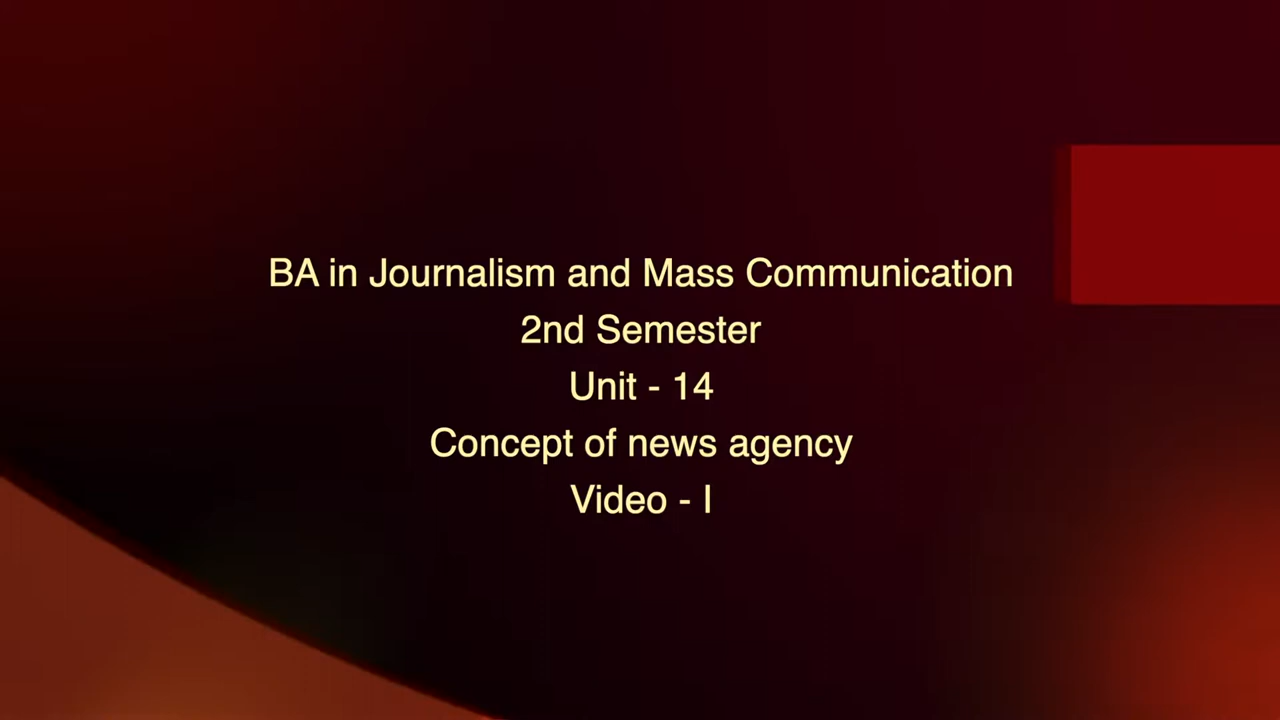 BA in Journalism and Mass Communication
2nd Semester
Unit - 14
Concept of news agency
Video - I